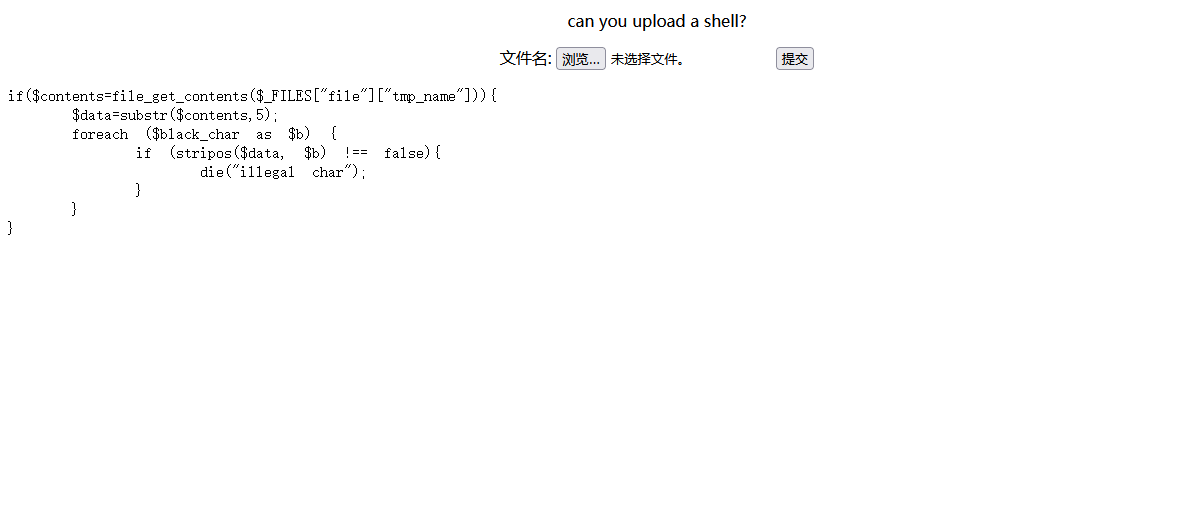 can you upload a shell?
文件名: 浏览... 未选择文件。 提交
if($contents=file_get_contents($_FILES["file"]["tmp_name"])){
        $data=substr($contents,5);
        foreach ($black_char as $b) {
                if (stripos($data, $b) !== false){
                        die("illegal char");
                }
        }
}